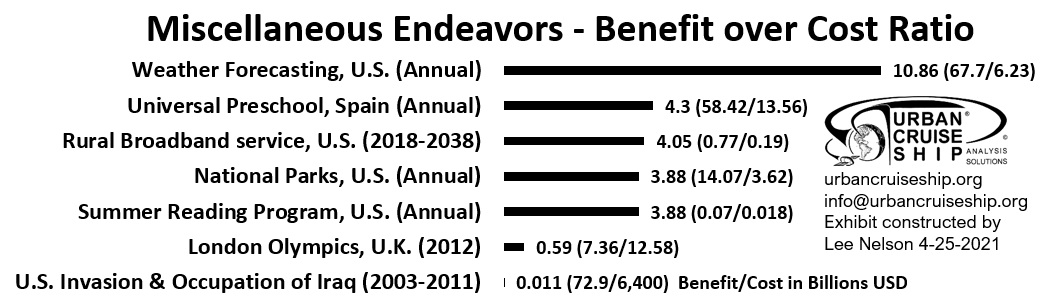 Miscellaneous Endeavors - Benefit over Cost Ratio
Weather Forecasting, U.S. (Annual) 10.86 (67.7/6.23)
Universal Preschool, Spain (Annual) 4.3 (58.42/13.56)
Rural Broadband service, U.S. (2018-2038) 4.05 (0.77/0.19)
National Parks, U.S. (Annual) 3.88 (14.07/3.62)
Summer Reading Program, U.S. (Annual) 3.88 (0.07/0.018)
London Olympics, U.K. (2012) 0.59 (7.36/12.58)
U.S. Invasion & Occupation of Iraq (2003-2011) 0.011 (72.9/6,400) Benefit/Cost in Billions USD
URBAN®
CRUISE ©
SHIP ANALYSIS
SOLUTIONS
urbancruiseship.org
info@urbancruiseship.org
Exhibit constructed by
Lee Nelson 4-25-2021